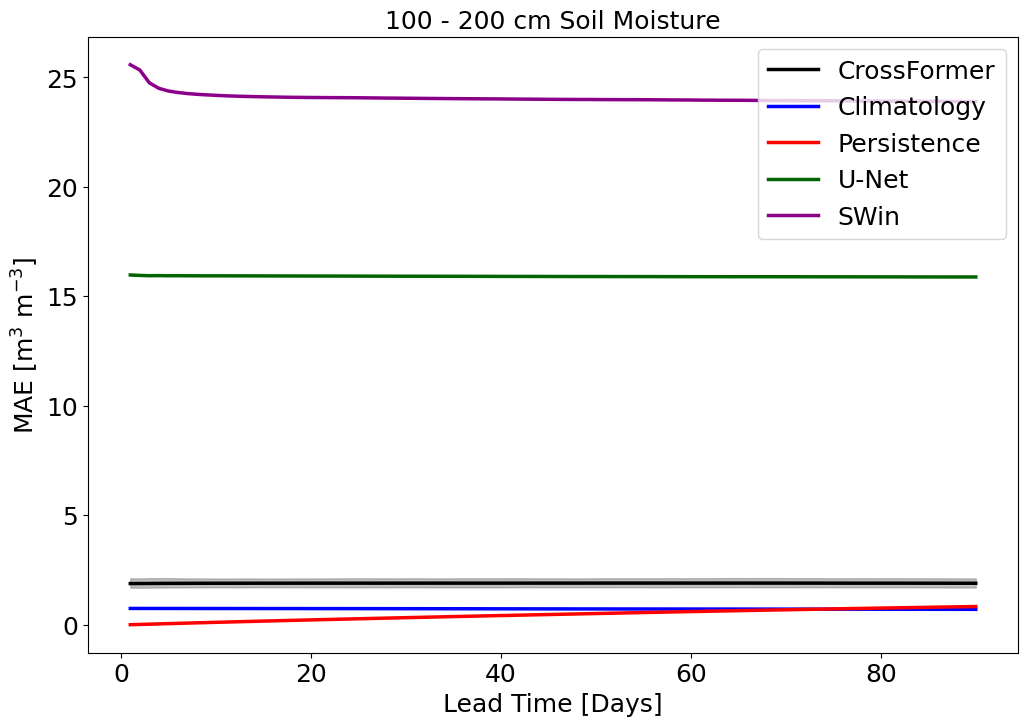 100 - 200 cm Soil Moisture
CrossFormer
Climatology
Persistence
U-Net
SWin
25
20
15
10
5
0
MAE [m³ m⁻³]
0 20 40 60 80
Lead Time [Days]